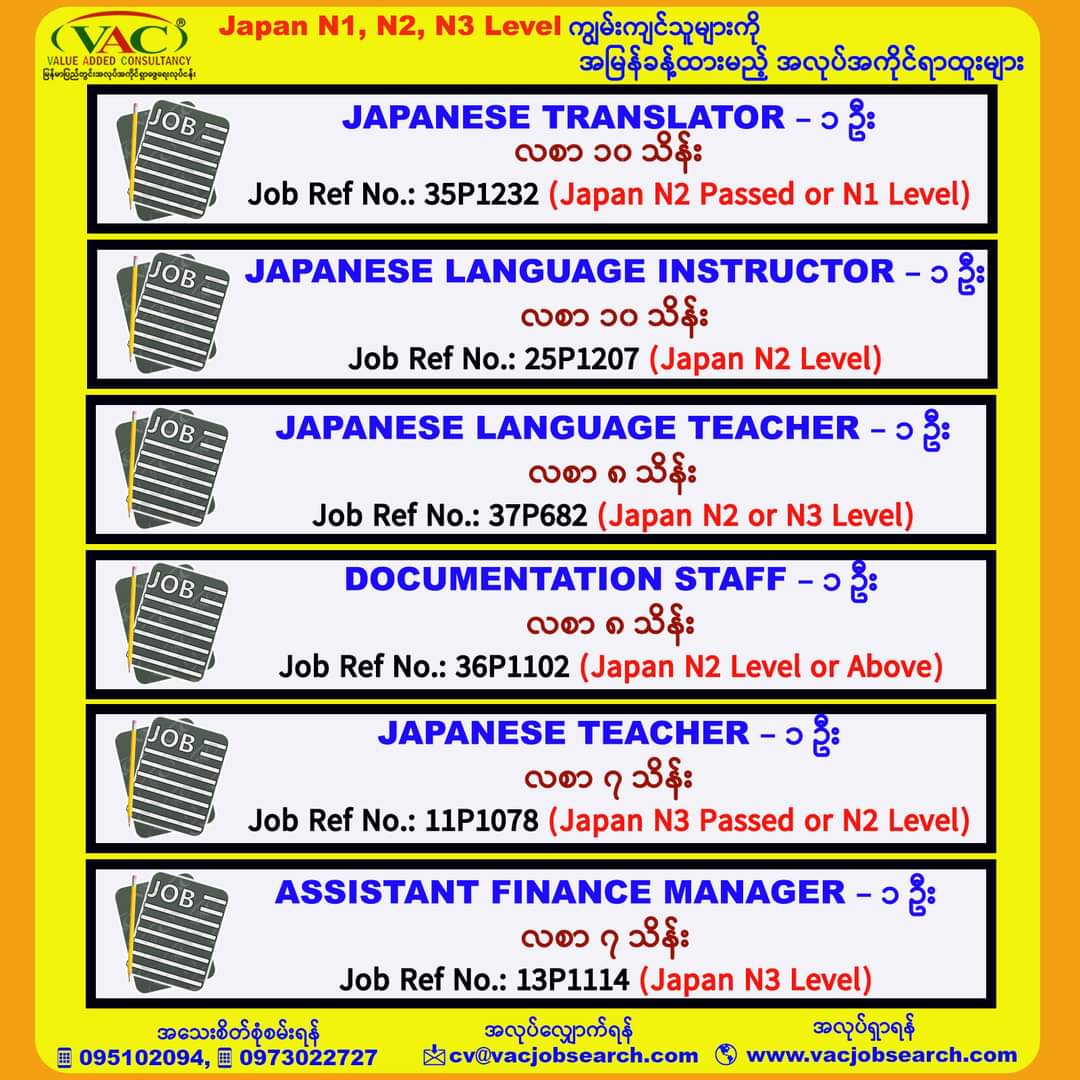 VAC®
VALUE ADDED CONSULTANCY
မြန်မာပြည်တွင်းအလုပ်အကိုင်ရှာဖွေရေးလုပ်ငန်း
Japan N1, N2, N3 Level ကျွမ်းကျင်သူများကို
အမြန်ခန့်ထားမည့် အလုပ်အကိုင်ရာထူးများ
JOB
JAPANESE TRANSLATOR – ၁ ဦး
လစာ ၁၀ သိန်း
Job Ref No.: 35P1232 (Japan N2 Passed or N1 Level)
JOB
JAPANESE LANGUAGE INSTRUCTOR – ၁ ဦး
လစာ ၁၀ သိန်း
Job Ref No.: 25P1207 (Japan N2 Level)
JOB
JAPANESE LANGUAGE TEACHER – ၁ ဦး
လစာ ၈ သိန်း
Job Ref No.: 37P682 (Japan N2 or N3 Level)
JOB
DOCUMENTATION STAFF – ၁ ဦး
လစာ ၈ သိန်း
Job Ref No.: 36P1102 (Japan N2 Level or Above)
JOB
JAPANESE TEACHER – ၁ ဦး
လစာ ၇ သိန်း
Job Ref No.: 11P1078 (Japan N3 Passed or N2 Level)
JOB
ASSISTANT FINANCE MANAGER – ၁ ဦး
လစာ ၇ သိန်း
Job Ref No.: 13P1114 (Japan N3 Level)
အသေးစိတ်စုံစမ်းရန်
095102094, 0973022727
အလုပ်လျှောက်ရန်
cv@vacjobsearch.com
အလုပ်ရှာရန်
www.vacjobsearch.com